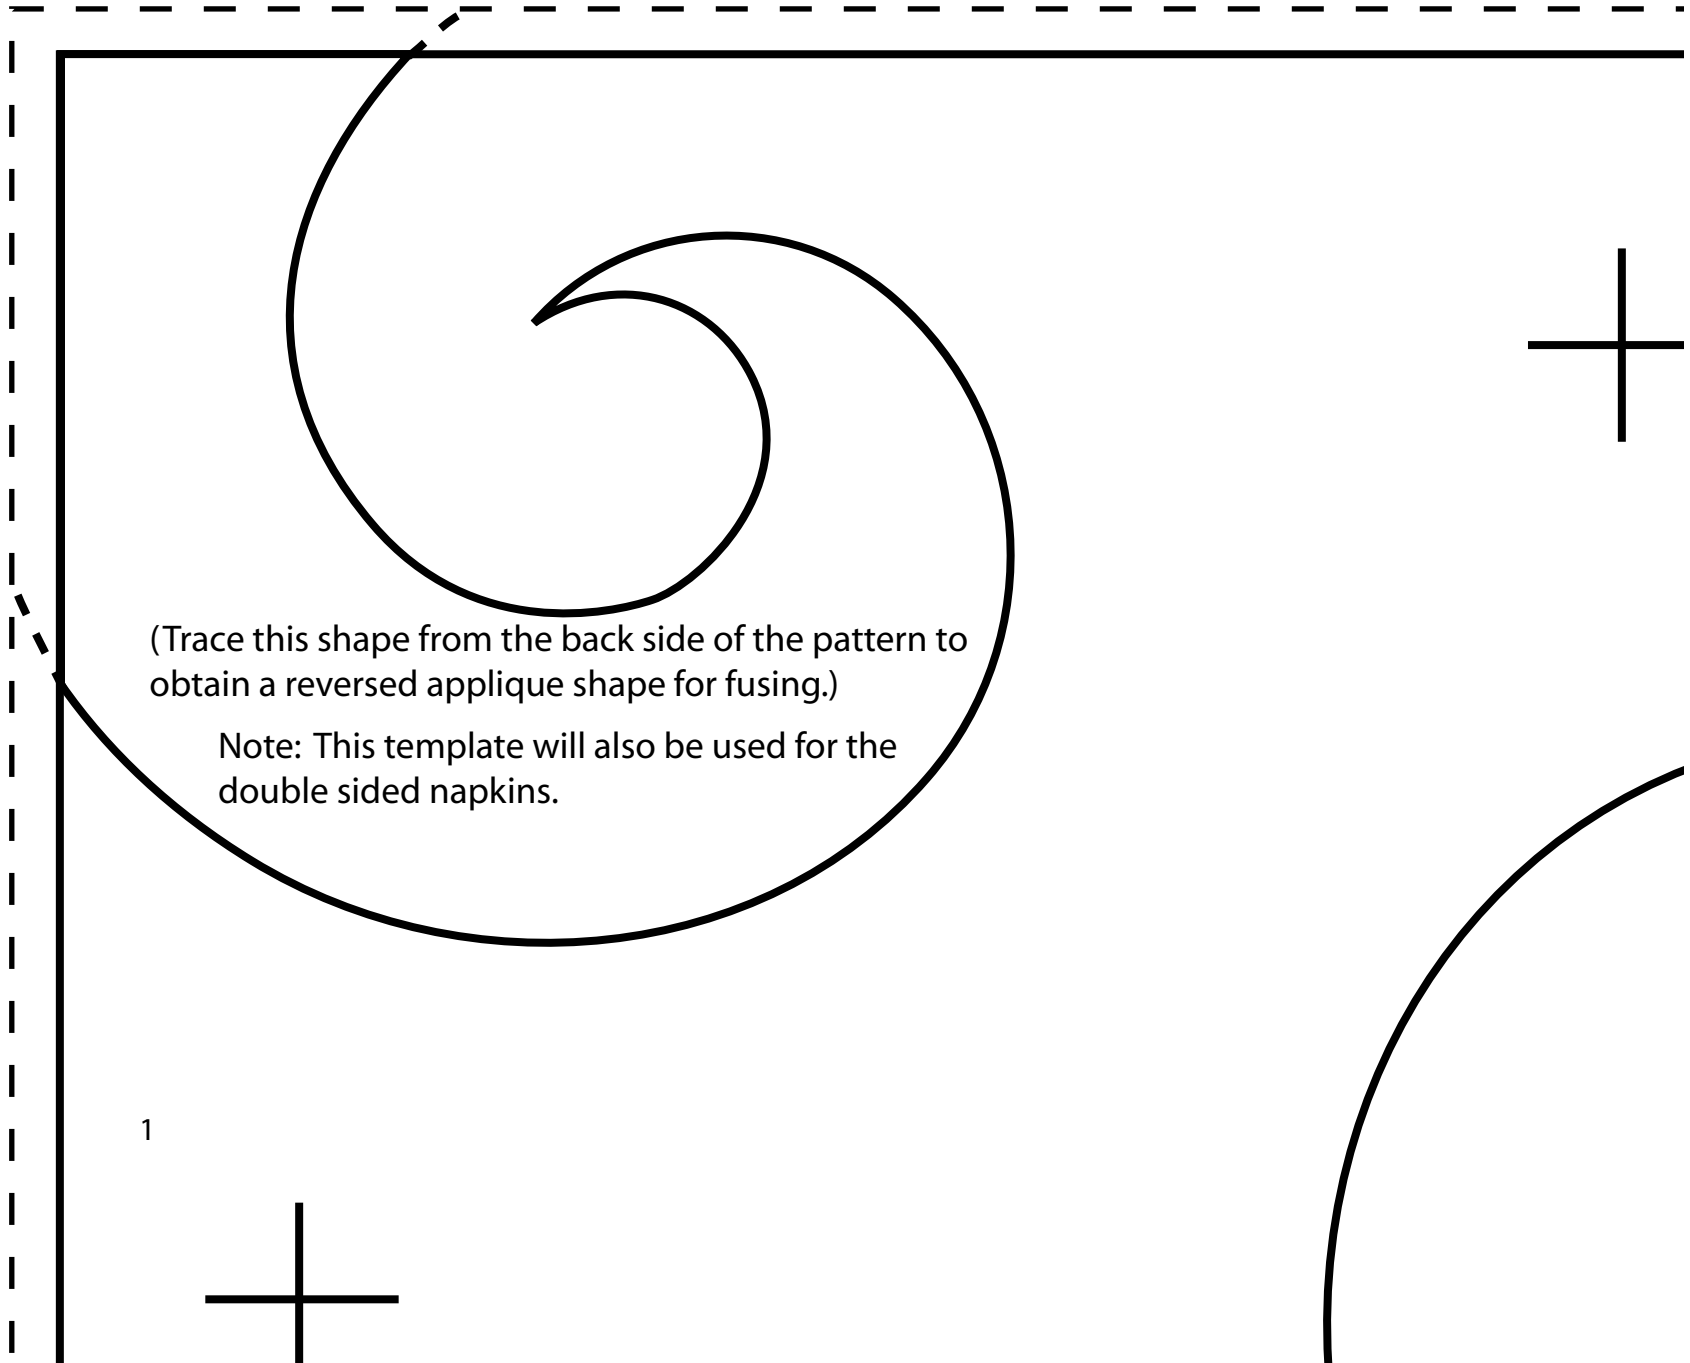 (Trace this shape from the back side of the pattern to
obtain a reversed applique shape for fusing.)
Note: This template will also be used for the
double sided napkins.
1